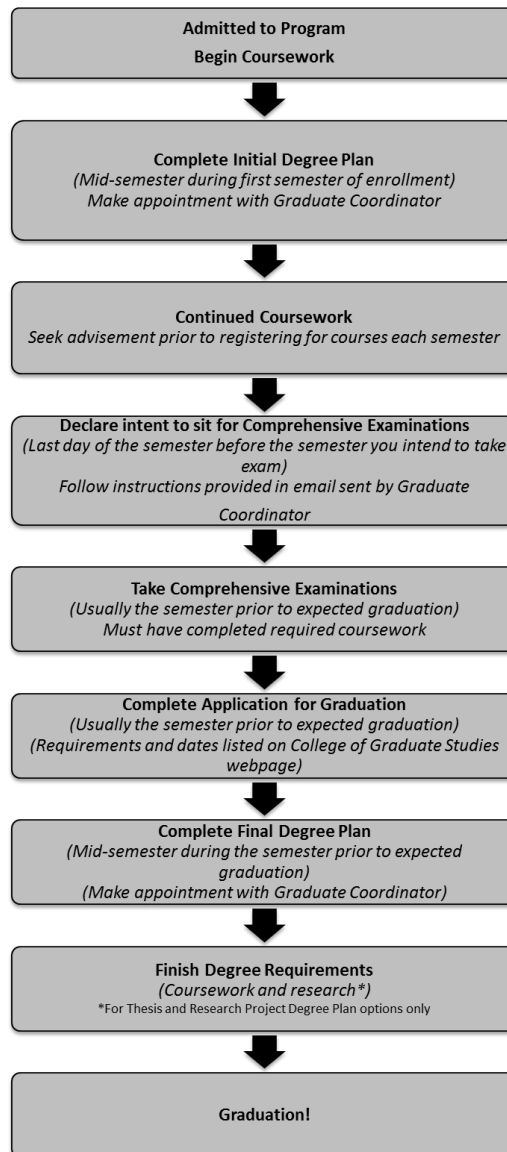 Admitted to Program
Begin Coursework
Complete Initial Degree Plan
(Mid-semester during first semester of enrollment)
Make appointment with Graduate Coordinator
Continued Coursework
Seek advisement prior to registering for courses each semester
Declare intent to sit for Comprehensive Examinations
(Last day of the semester before the semester you intend to take
exam)
Follow instructions provided in email sent by Graduate
Coordinator
Take Comprehensive Examinations
(Usually the semester prior to expected graduation)
Must have completed required coursework
Complete Application for Graduation
(Usually the semester prior to expected graduation)
(Requirements and dates listed on College of Graduate Studies
webpage)
Complete Final Degree Plan
(Mid-semester during the semester prior to expected
graduation)
(Make appointment with Graduate Coordinator)
Finish Degree Requirements
(Coursework and research*)
*For Thesis and Research Project Degree Plan options only
Graduation!